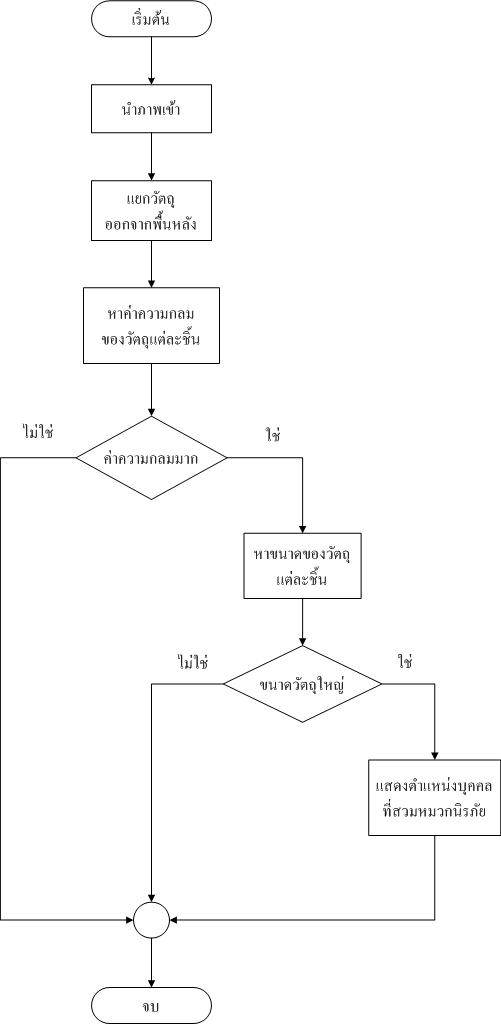 เริ่มต้น
นำภาพเข้า
แยกวัตถุ
ออกจากพื้นหลัง
หาค่าความกลม
ของวัตถุแต่ละชิ้น
ไม่ใช่
ค่าความกลมมาก
ใช่
หาขนาดของวัตถุ
แต่ละชิ้น
ไม่ใช่
ขนาดวัตถุใหญ่
ใช่
แสดงตำแหน่งบุคคล
ที่สวมหมวกนิรภัย
จบ